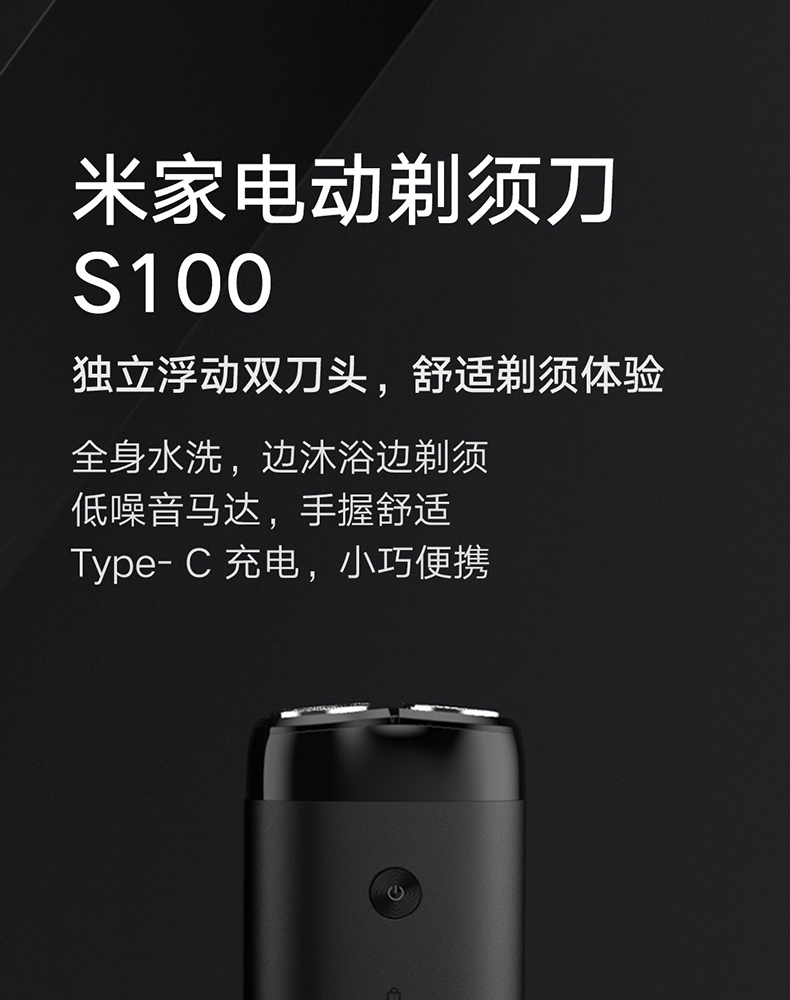 米家电动剃须刀
S100
独立浮动双刀头，舒适剃须体验
全身水洗，边沐浴边剃须
低噪音马达，手握舒适
Type- C 充电，小巧便携